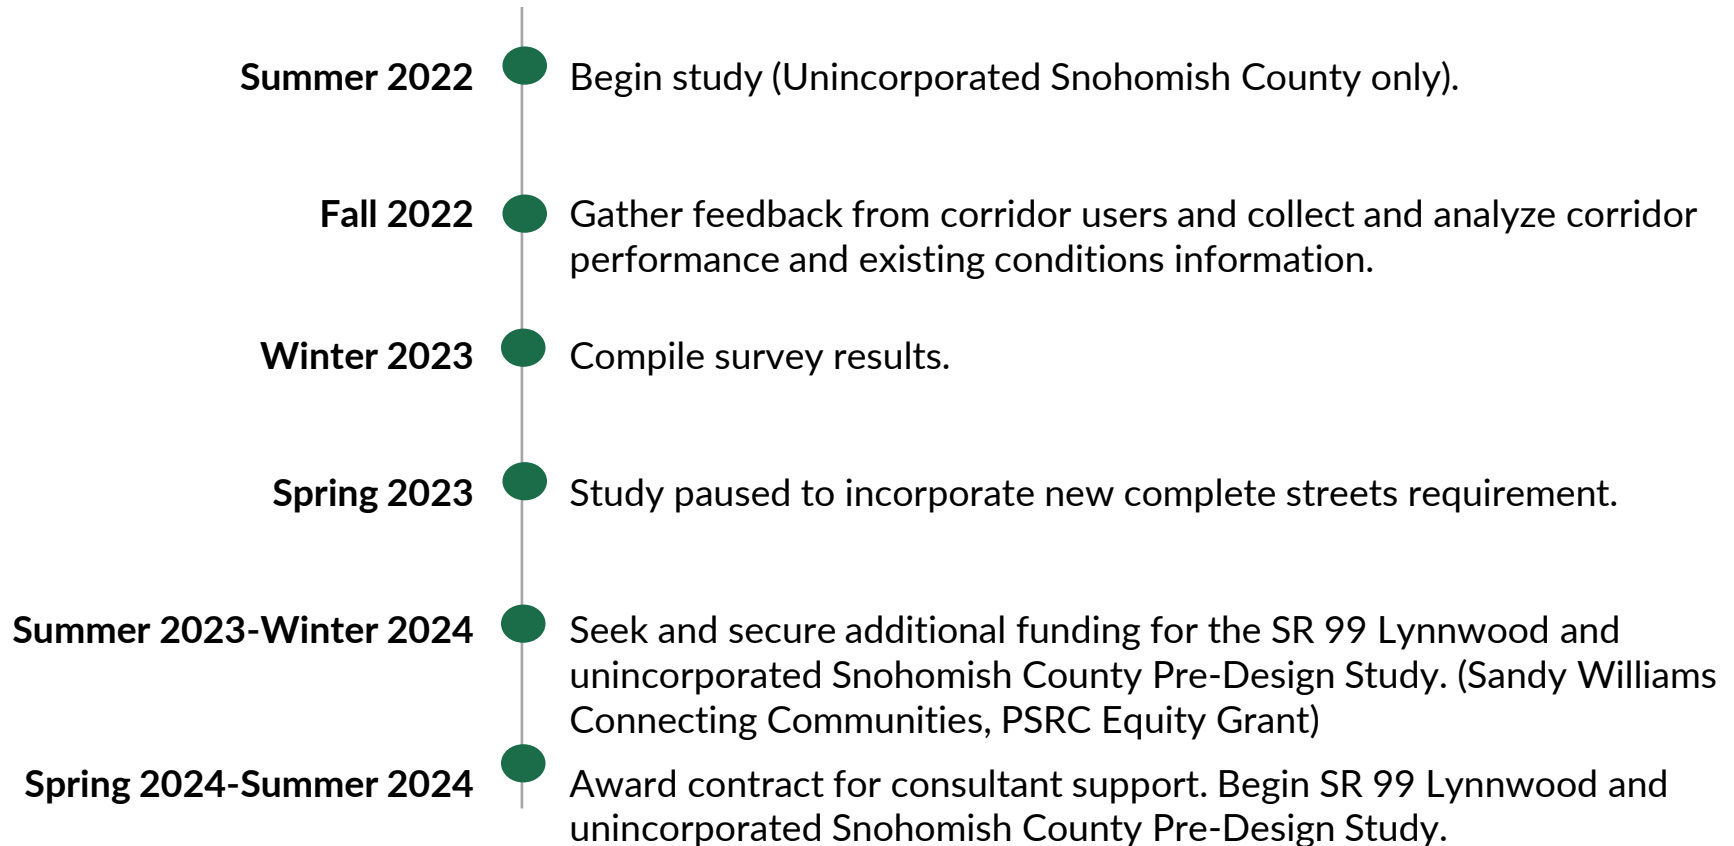 Summer 2022
Begin study (Unincorporated Snohomish County only).
Fall 2022
Gather feedback from corridor users and collect and analyze corridor
performance and existing conditions information.
Winter 2023
Compile survey results.
Spring 2023
Study paused to incorporate new complete streets requirement.
Summer 2023-Winter 2024
Seek and secure additional funding for the SR 99 Lynnwood and
unincorporated Snohomish County Pre-Design Study. (Sandy Williams
Connecting Communities, PSRC Equity Grant)
Spring 2024-Summer 2024
Award contract for consultant support. Begin SR 99 Lynnwood and
unincorporated Snohomish County Pre-Design Study.